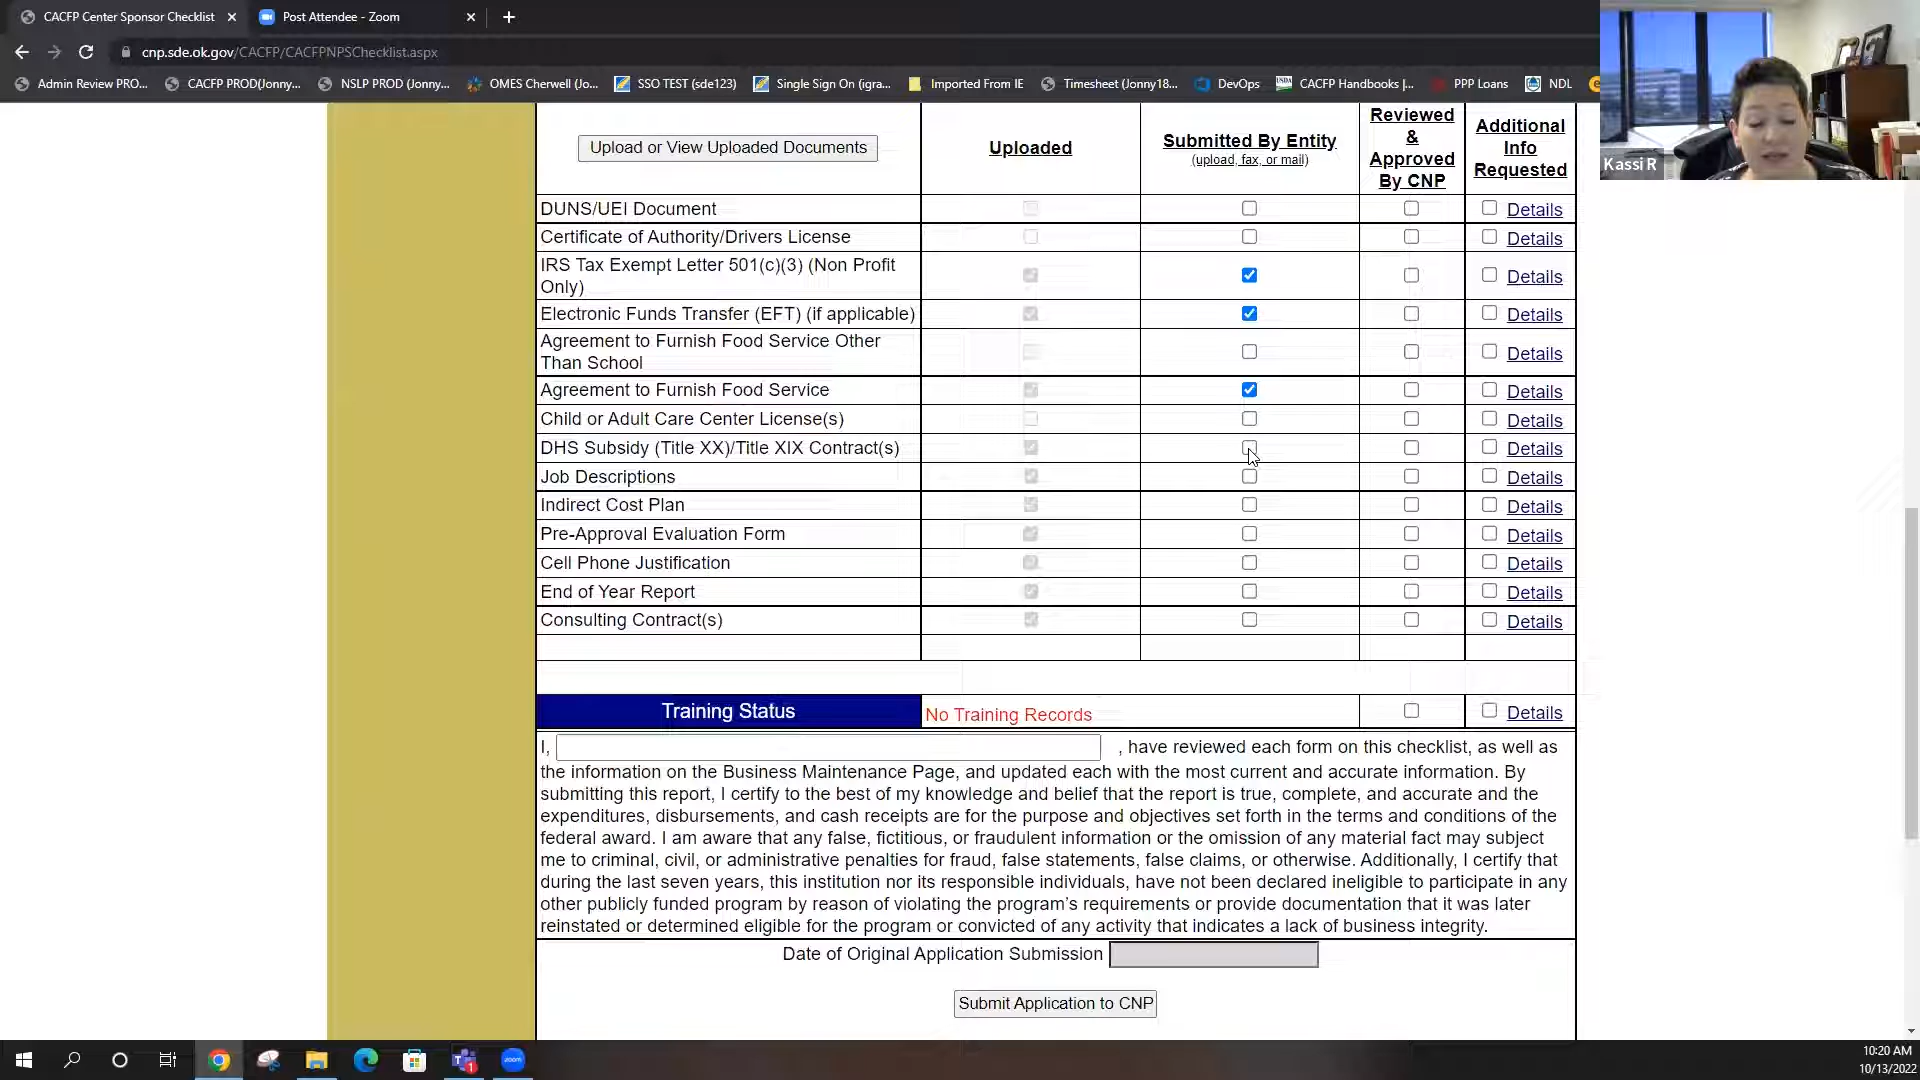 CACFP Center Sponsor Checklist
Post Attendee - Zoom
cnp.sde.ok.gov/CACFP/CACFPNPSChecklist.aspx
Admin Review PRO...
CACFP PROD(Jonny...
NSLP PROD (Jonny...
OMES Cherwell (Jo...
SSO TEST (sde123)
Single Sign On (igra...
Imported From IE
Timesheet (Jonny18...
DevOps
CACFP Handbooks |...
PPP Loans
NDL
Kassi R
Upload or View Uploaded Documents
Uploaded
Submitted By Entity
(upload, fax, or mail)
Reviewed
&
Approved
By CNP
Additional
Info
Requested
DUNS/UEI Document
Details
Certificate of Authority/Drivers License
Details
IRS Tax Exempt Letter 501(c)(3) (Non Profit
Only)
Details
Electronic Funds Transfer (EFT) (if applicable)
Details
Agreement to Furnish Food Service Other
Than School
Details
Agreement to Furnish Food Service
Details
Child or Adult Care Center License(s)
Details
DHS Subsidy (Title XX)/Title XIX Contract(s)
Details
Job Descriptions
Details
Indirect Cost Plan
Details
Pre-Approval Evaluation Form
Details
Cell Phone Justification
Details
End of Year Report
Details
Consulting Contract(s)
Details
Training Status
No Training Records
Details
I, , have reviewed each form on this checklist, as well as
the information on the Business Maintenance Page, and updated each with the most current and accurate information. By
submitting this report, I certify to the best of my knowledge and belief that the report is true, complete, and accurate and the
expenditures, disbursements, and cash receipts are for the purpose and objectives set forth in the terms and conditions of the
federal award. I am aware that any false, fictitious, or fraudulent information or the omission of any material fact may subject
me to criminal, civil, or administrative penalties for fraud, false statements, false claims, or otherwise. Additionally, I certify that
during the last seven years, this institution nor its responsible individuals, have not been declared ineligible to participate in any
other publicly funded program by reason of violating the program's requirements or provide documentation that it was later
reinstated or determined eligible for the program or convicted of any activity that indicates a lack of business integrity.
Date of Original Application Submission
Submit Application to CNP
zoom
1
10:20 AM
10/13/2022